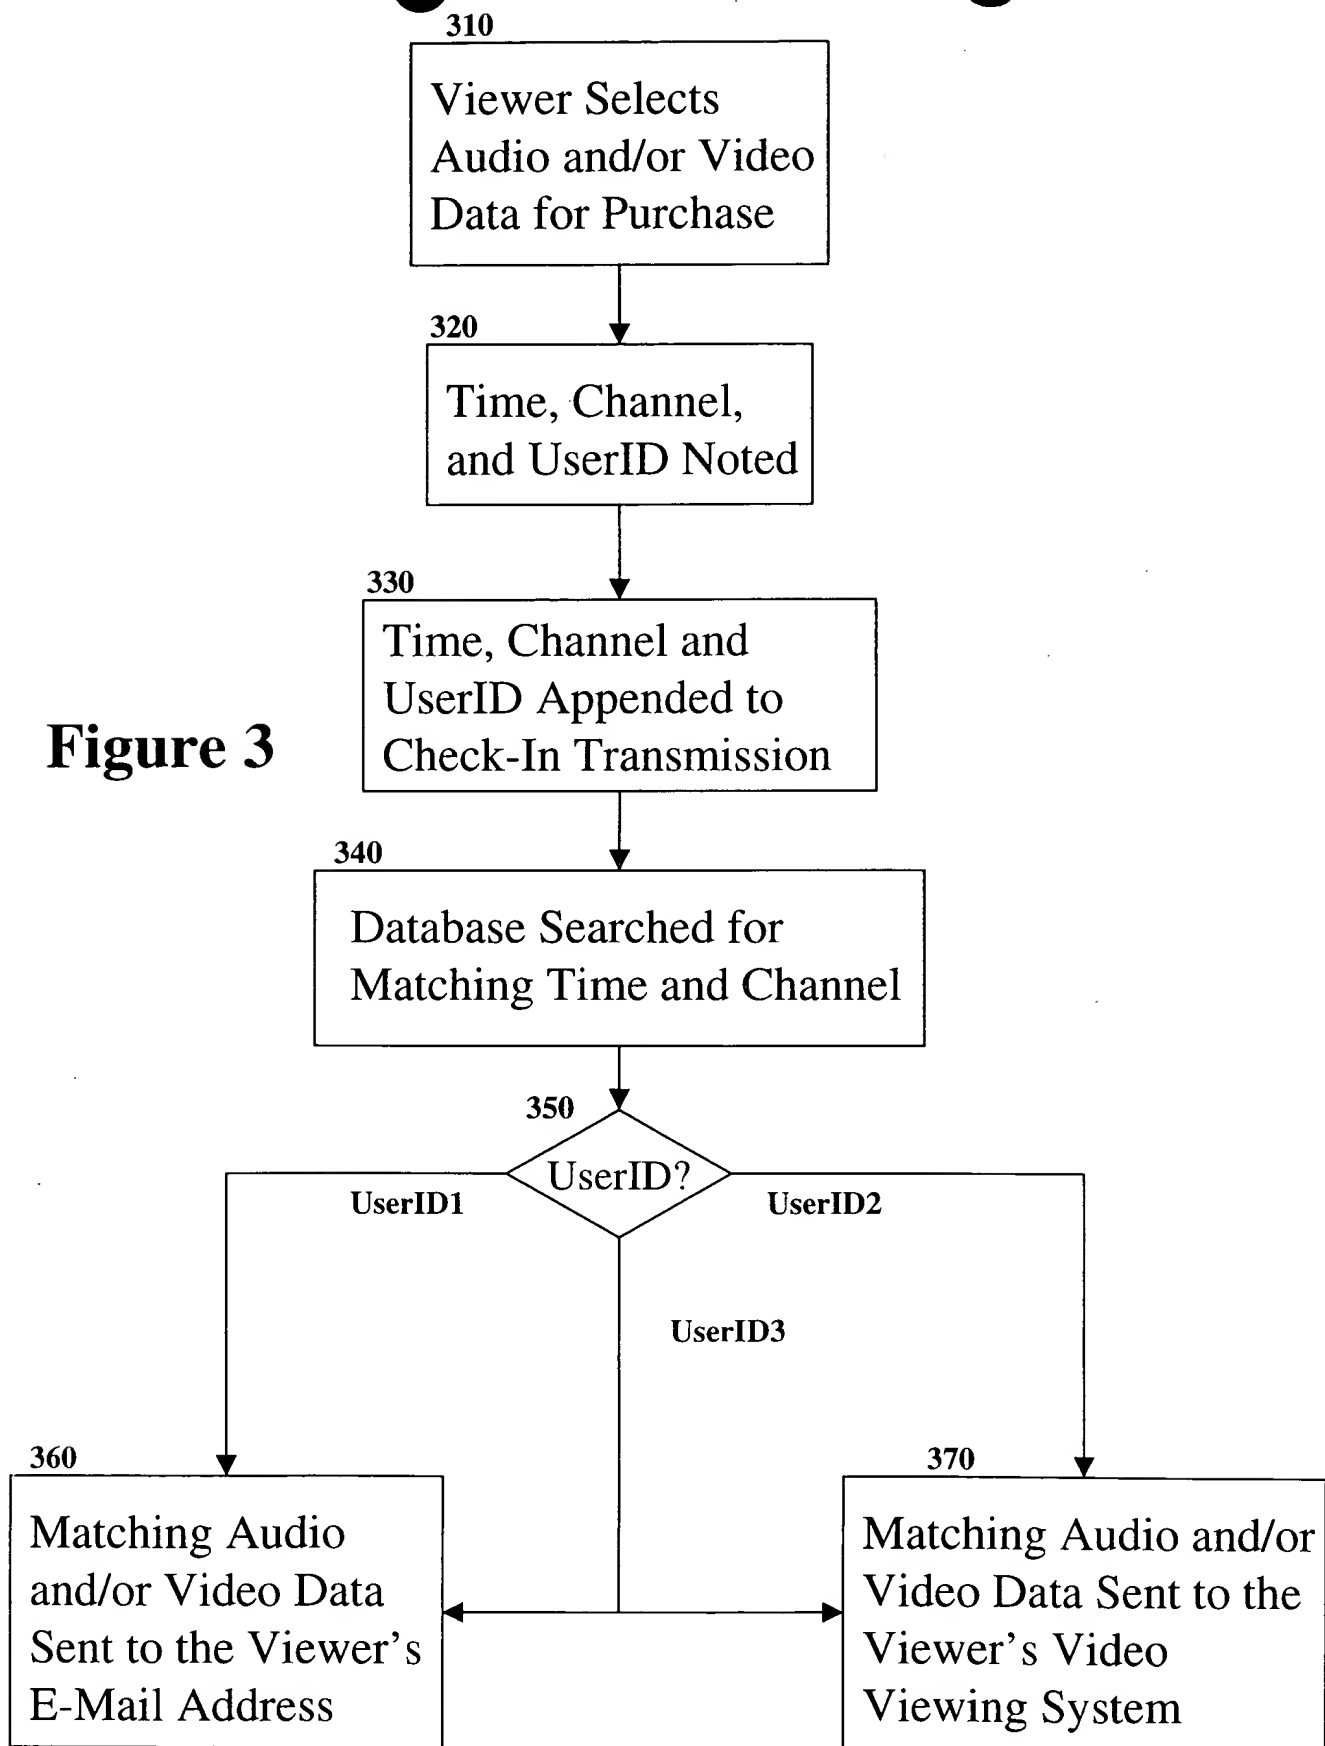 310
Viewer Selects
Audio and/or Video
Data for Purchase
320
Time, Channel,
and UserID Noted
330
Time, Channel and
UserID Appended to
Check-In Transmission
Figure 3
340
Database Searched for
Matching Time and Channel
350
UserID?
UserID1
UserID2
UserID3
360
Matching Audio
and/or Video Data
Sent to the Viewer's
E-Mail Address
370
Matching Audio and/or
Video Data Sent to the
Viewer's Video
Viewing System